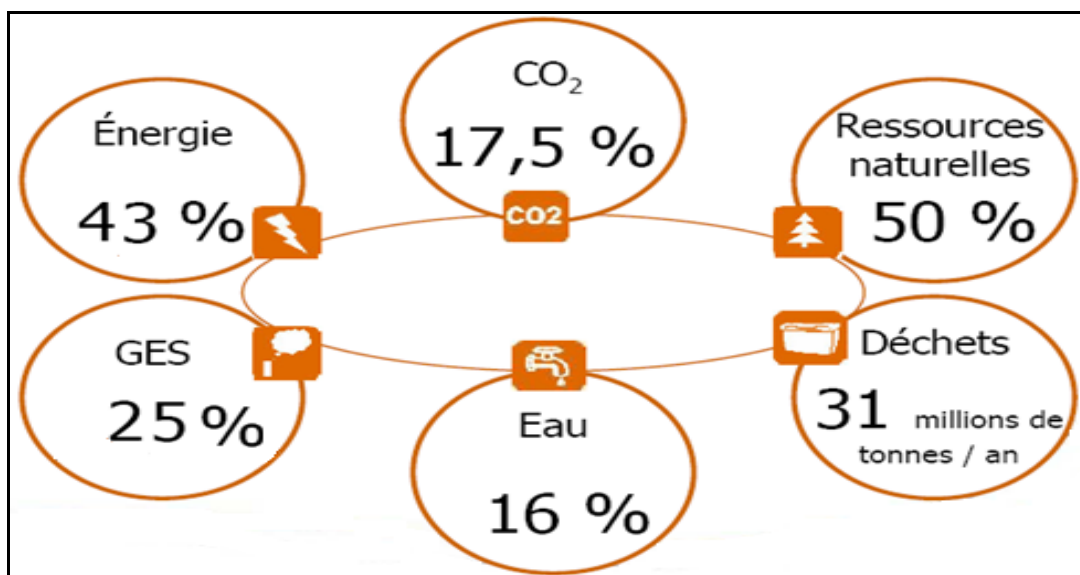 CO₂
17,5 %
CO2
Énergie
43 %
Ressources
naturelles
50 %
GES
25 %
Eau
16 %
Déchets
31 millions de
tonnes / an